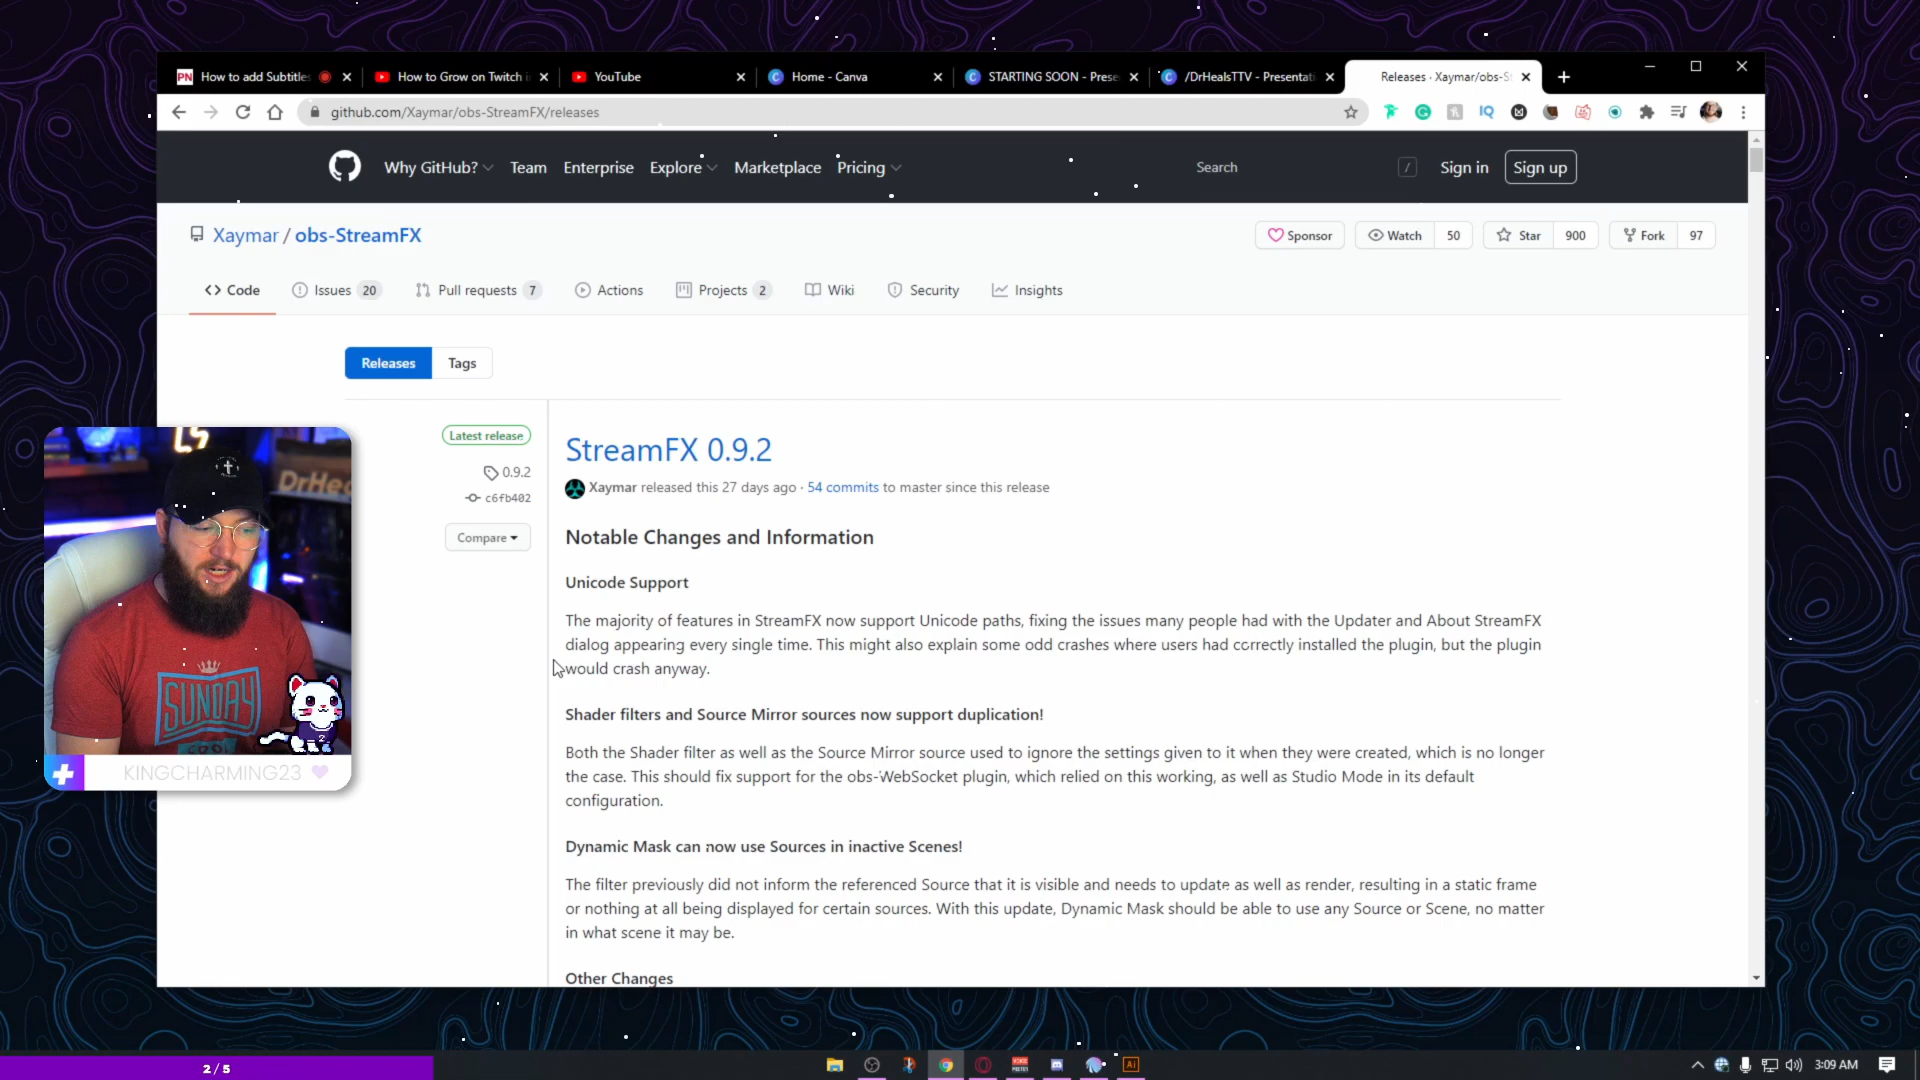 How to add Subtitles
How to Grow on Twitch i
YouTube
Home - Canva
STARTING SOON - Prese
/DrHealsTTV - Presentati
Releases · Xaymar/obs-S
github.com/Xaymar/obs-StreamFX/releases
Why GitHub?
Team
Enterprise
Explore
Marketplace
Pricing
Search
/
Sign in
Sign up
Xaymar / obs-StreamFX
Sponsor
Watch 50
Star 900
Fork 97
Code
Issues 20
Pull requests 7
Actions
Projects 2
Wiki
Security
Insights
Releases
Tags
Latest release
0.9.2
c6fb402
Compare
StreamFX 0.9.2
Xaymar released this 27 days ago · 54 commits to master since this release
Notable Changes and Information
Unicode Support
The majority of features in StreamFX now support Unicode paths, fixing the issues many people had with the Updater and About StreamFX
dialog appearing every single time. This might also explain some odd crashes where users had correctly installed the plugin, but the plugin
would crash anyway.
Shader filters and Source Mirror sources now support duplication!
Both the Shader filter as well as the Source Mirror source used to ignore the settings given to it when they were created, which is no longer
the case. This should fix support for the obs-WebSocket plugin, which relied on this working, as well as Studio Mode in its default
configuration.
Dynamic Mask can now use Sources in inactive Scenes!
The filter previously did not inform the referenced Source that it is visible and needs to update as well as render, resulting in a static frame
or nothing at all being displayed for certain sources. With this update, Dynamic Mask should be able to use any Source or Scene, no matter
in what scene it may be.
Other Changes
DrHea
SUNDAY
KINGCHARMING23
2 / 5
3:09 AM